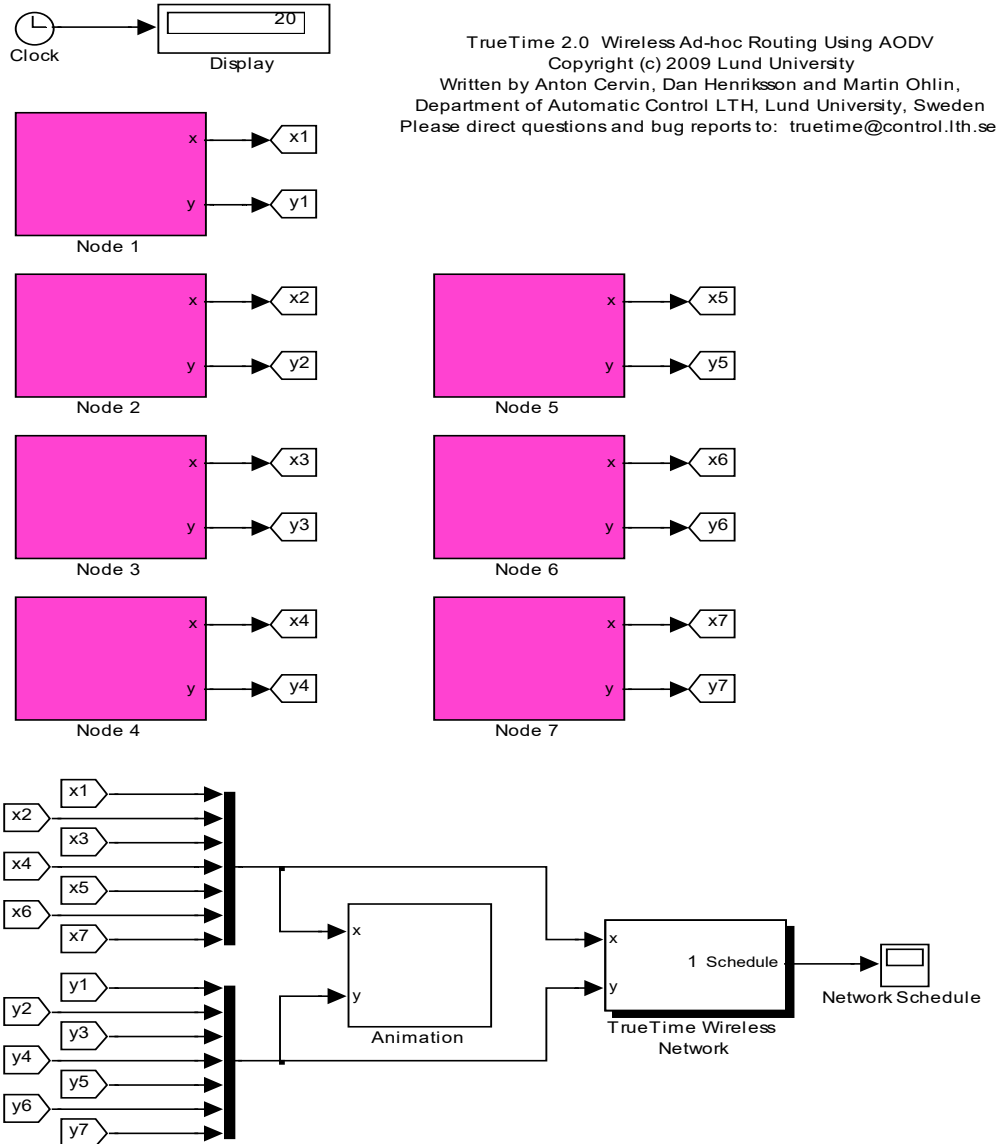 20
Clock
Display
TrueTime 2.0 Wireless Ad-hoc Routing Using AODV
Copyright (c) 2009 Lund University
Written by Anton Cervin, Dan Henriksson and Martin Ohlin,
Department of Automatic Control LTH, Lund University, Sweden
Please direct questions and bug reports to: truetime@control.lth.se
x
x1
y
y1
Node 1
x
x2
y
y2
Node 2
x
x5
y
y5
Node 5
x
x3
y
y3
Node 3
x
x6
y
y6
Node 6
x
x4
y
y4
Node 4
x
x7
y
y7
Node 7
x1
x2
x3
x4
x5
x6
x7
y1
y2
y3
y4
y5
y6
y7
x
y
Animation
x
y
1 Schedule
TrueTime Wireless
Network
Network Schedule